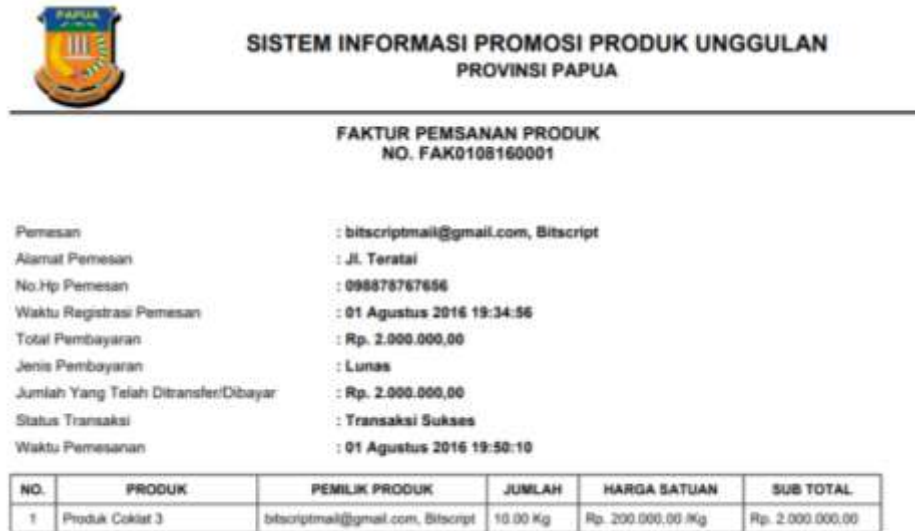 PAPUA
SISTEM INFORMASI PROMOSI PRODUK UNGGULAN
PROVINSI PAPUA
FAKTUR PEMSANAN PRODUK
NO. FAK0108160001
Pemesan : bitscriptmail@gmail.com, Bitscript
Alamat Pemesan : Jl. Teratai
No.Hp Pemesan : 098878767656
Waktu Registrasi Pemesan : 01 Agustus 2016 19:34:56
Total Pembayaran : Rp. 2.000.000,00
Jenis Pembayaran : Lunas
Jumlah Yang Telah Ditransfer/Dibayar : Rp. 2.000.000,00
Status Transaksi : Transaksi Sukses
Waktu Pemesanan : 01 Agustus 2016 19:50:10
NO. PRODUK PEMILIK PRODUK JUMLAH HARGA SATUAN SUB TOTAL
1 Produk Coklat 3 bitscriptmail@gmail.com, Bitscript 10.00 Kg Rp. 200.000,00 /Kg Rp. 2.000.000,00